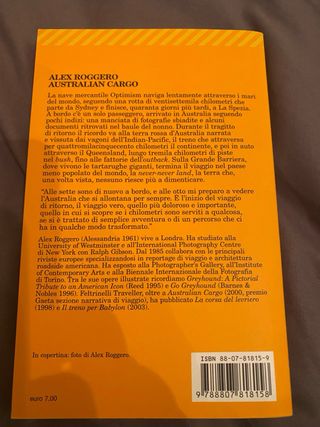 ALEX ROGGERO
AUSTRALIAN CARGO
La nave mercantile Optimism naviga lentamente attraverso i mari
del mondo, seguendo una rotta di ventisettemila chilometri che
parte da Sydney e finisce, quaranta giorni più tardi, a La Spezia.
A bordo c'è un solo passeggero, arrivato in Australia seguendo
pochi indizi: una manciata di fotografie sbiadite e alcuni
documenti ritrovati nel baule del nonno. Durante il tragitto
di ritorno il ricordo va alla terra rossa d'Australia narrata
e vissuta dai vagoni dell'Indian-Pacific, il treno che attraversa
per quattromilacinquecento chilometri il continente, e poi in auto
attraverso il Queensland, lungo tremila chilometri di piste
nel bush, fino alle fattorie dell'outback. Sulla Grande Barriera,
dove vivono le tartarughe giganti, termina il viaggio nel paese
meno popolato del mondo, la never-never land, la terra che,
una volta vista, nessuno riesce più a dimenticare.
"Alle sette sono di nuovo a bordo, e alle otto mi preparo a vedere
l'Australia che si allontana per sempre. È l'inizio del viaggio
di ritorno, il viaggio vero, quello più doloroso e importante,
quello in cui si scopre se i chilometri sono serviti a qualcosa,
se si è trattato di semplice avventura o di un percorso che ci
ha in qualche modo trasformato."
Alex Roggero (Alessandria 1961) vive a Londra. Ha studiato alla
University of Westminster e all'International Photography Centre
di New York con Ralph Gibson. Dal 1985 collabora con le principali
riviste europee specializzandosi in reportage di viaggio e architettura
roadside americana. Ha esposto alla Photographer's Gallery, all'Institute
of Contemporary Arts e alla Biennale Internazionale della Fotografia
di Torino. Tra le sue opere illustrate ricordiamo Greyhound: A Pictorial
Tribute to an American Icon (Reed 1995) e Go Greyhound (Barnes &
Nobles 1996). Feltrinelli Traveller, oltre a Australian Cargo (2000, premio
Gaeta sezione narrativa di viaggio), ha pubblicato La corsa del levriero
(1998) e Il treno per Babylon (2003).
In copertina: foto di Alex Roggero.
euro 7,00
ISBN 88-07-81815-9
9 788807 818158